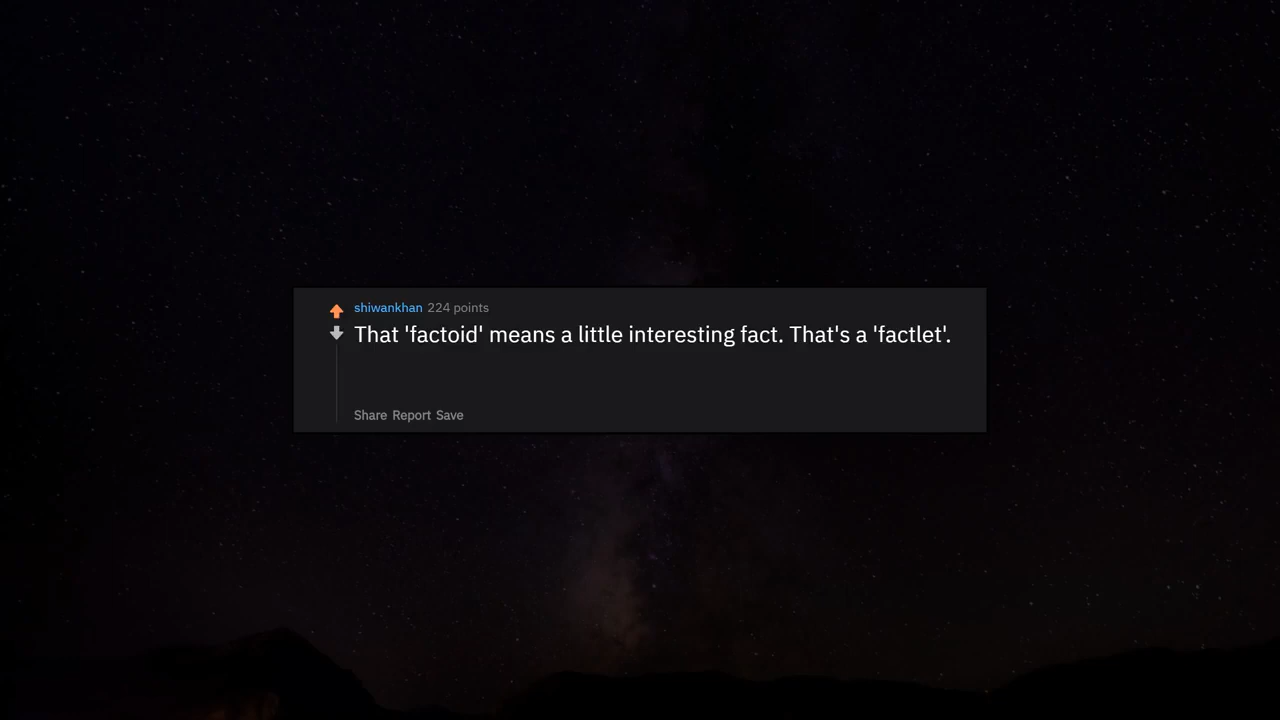 shiwankhan 224 points
That 'factoid' means a little interesting fact. That's a 'factlet'.
Share Report Save